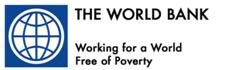 THE WORLD BANK
Working for a World
Free of Poverty